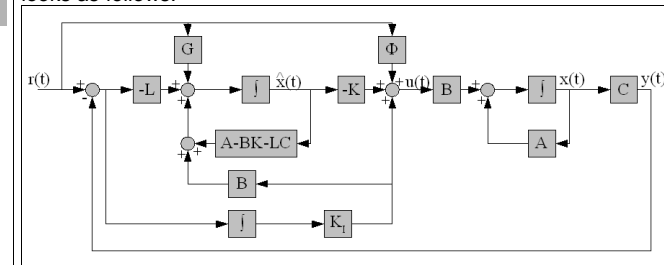 looks as follows.
G Φ
r(t) + - -L + + + ∫ x̂(t) -K + + + u(t) B + + ∫ x(t) C y(t)
+ + A-BK-LC A
B
∫ K_I